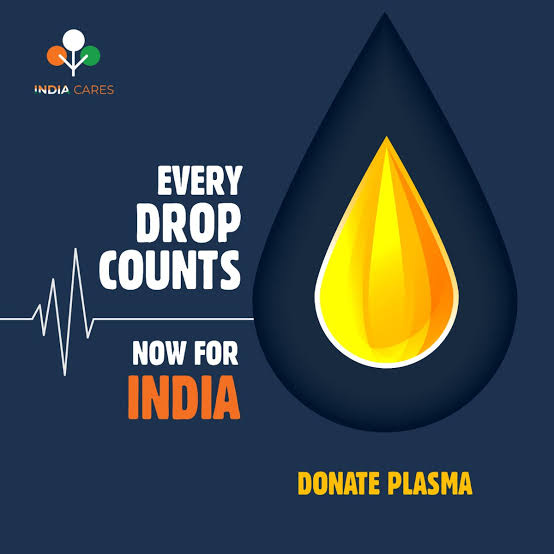 INDIA CARES
EVERY
DROP
COUNTS
NOW FOR
INDIA
DONATE PLASMA